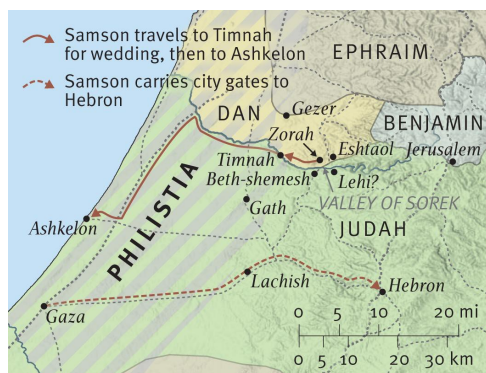 Samson travels to Timnah
for wedding, then to Ashkelon
Samson carries city gates to
Hebron
EPHRAIM
DAN
Gezer
BENJAMIN
Zorah
Eshtaol
Jerusalem
Timnah
Beth-shemesh
Lehi?
VALLEY OF SOREK
Gath
Ashkelon
PHILISTIA
JUDAH
Lachish
Hebron
Gaza
0 5 10 20 mi
0 5 10 20 30 km